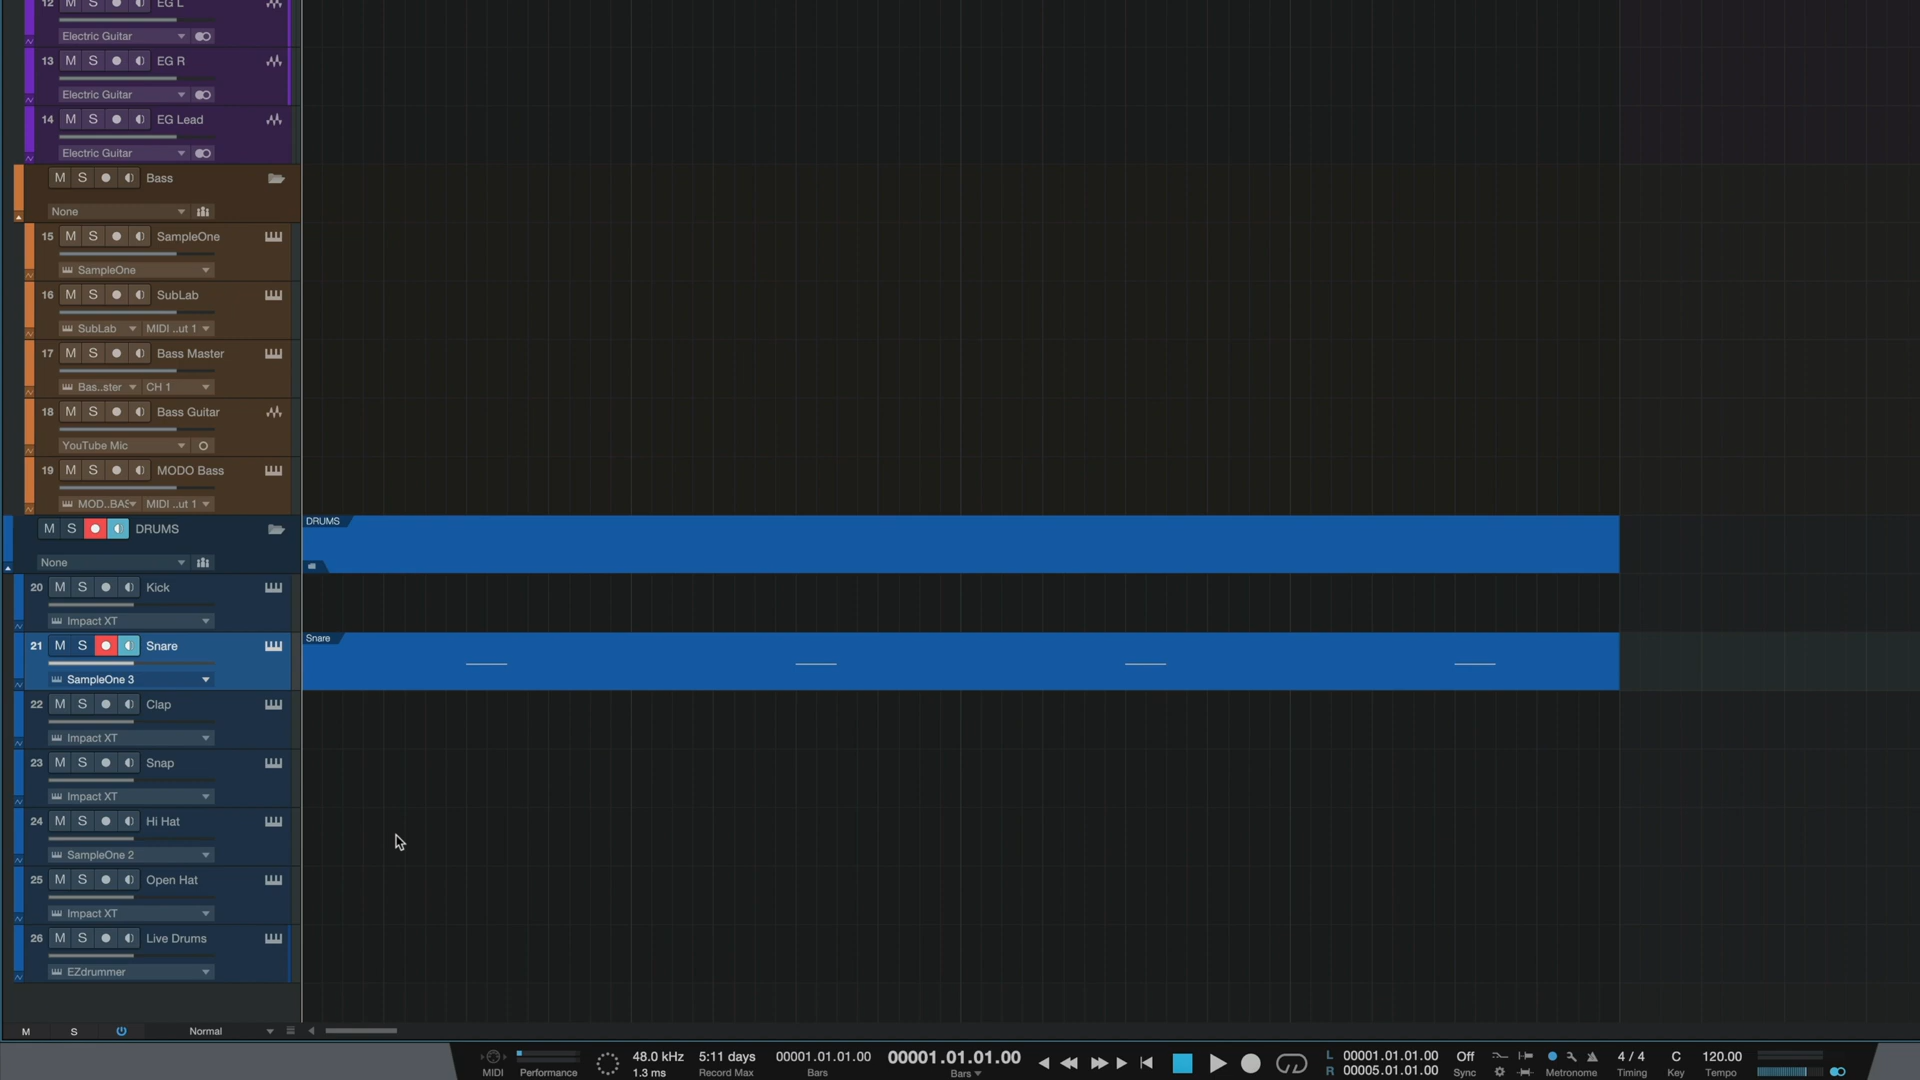 12 M S EG L
Electric Guitar
13 M S EG R
Electric Guitar
14 M S EG Lead
Electric Guitar
M S Bass
None
15 M S SampleOne
SampleOne
16 M S SubLab
SubLab MIDI ..ut 1
17 M S Bass Master
Bas..ster CH 1
18 M S Bass Guitar
YouTube Mic
19 M S MODO Bass
MOD..BAS MIDI ..ut 1
M S DRUMS
None
DRUMS
20 M S Kick
Impact XT
21 M S Snare
SampleOne 3
Snare
22 M S Clap
Impact XT
23 M S Snap
Impact XT
24 M S Hi Hat
SampleOne 2
25 M S Open Hat
Impact XT
26 M S Live Drums
EZdrummer
M S Normal
MIDI
Performance
48.0 kHz
1.3 ms
5:11 days
Record Max
00001.01.01.00
Bars
00001.01.01.00
Bars
L 00001.01.01.00
R 00005.01.01.00
Off
Sync
Metronome
4 / 4
Timing
C
Key
120.00
Tempo